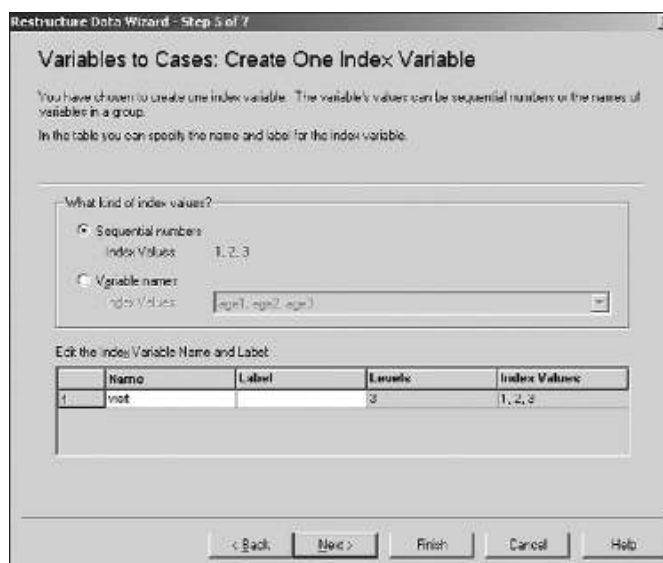 Restructure Data Wizard - Step 5 of 7
Variables to Cases: Create One Index Variable
You have chosen to create one index variable. The variable's values can be sequential numbers or the names of
variables in a group.
In the table you can specify the name and label for the index variable.
What kind of index values?
Sequential numbers
Index Values: 1, 2, 3
Variable names
Index Values: age1, age2, age3
Edit the Index Variable Name and Label:
Name Label Levels Index Values
1 visit 3 1, 2, 3
< Back Next > Finish Cancel Help